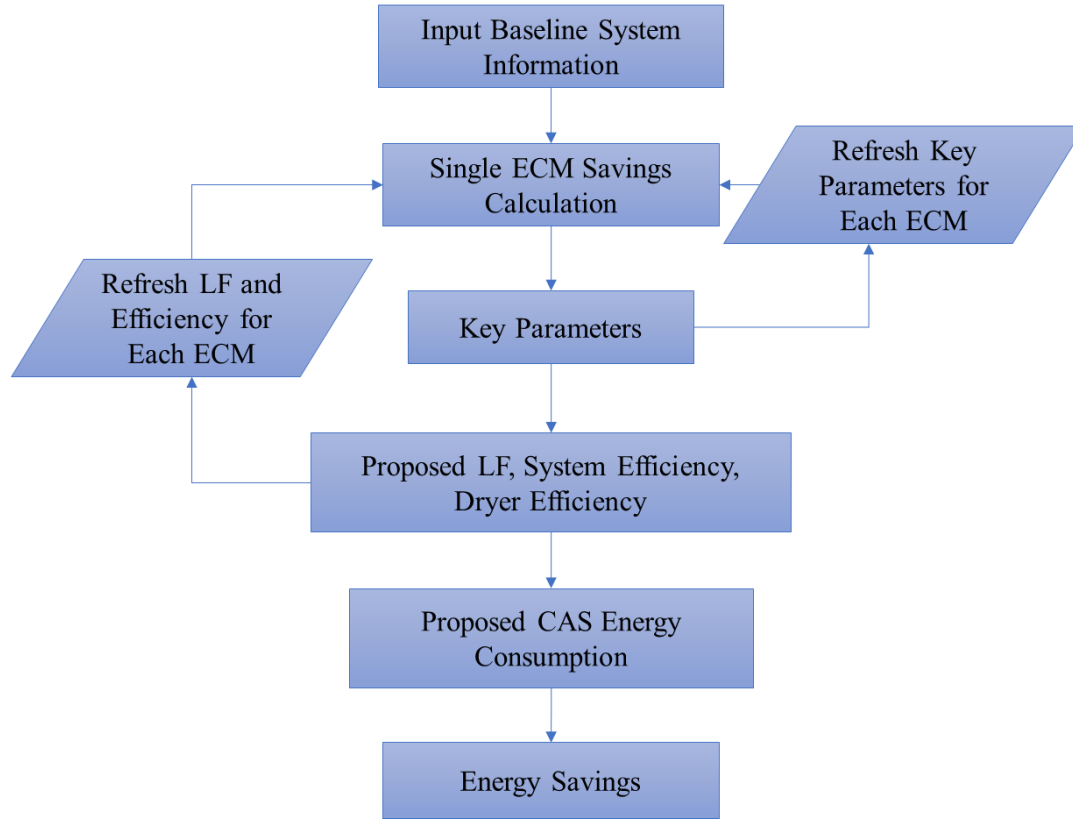 Input Baseline System
Information
Single ECM Savings
Calculation
Refresh Key
Parameters for
Each ECM
Refresh LF and
Efficiency for
Each ECM
Key Parameters
Proposed LF, System Efficiency,
Dryer Efficiency
Proposed CAS Energy
Consumption
Energy Savings